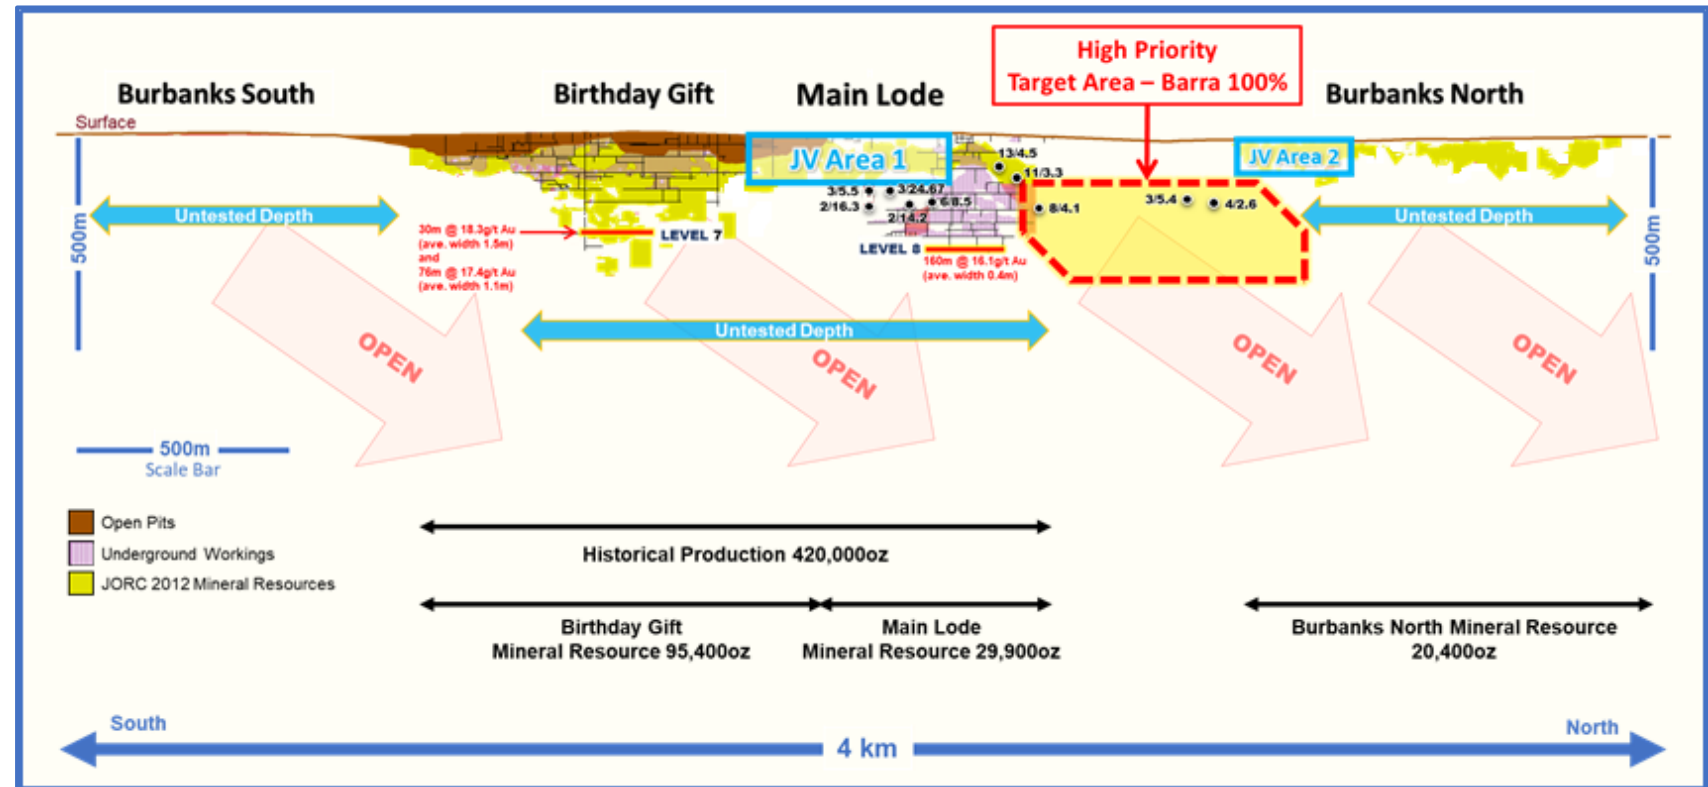 High Priority
Target Area – Barra 100%
Burbanks South
Birthday Gift
Main Lode
Burbanks North
Surface
JV Area 1
JV Area 2
13/4.5
11/3.3
3/5.5
3/24.67
2/16.3
6/8.5
2/14.2
8/4.1
3/5.4
4/2.6
500m
Untested Depth
Untested Depth
500m
30m @ 18.3g/t Au
(ave. width 1.5m)
and
76m @ 17.4g/t Au
(ave. width 1.1m)
LEVEL 7
LEVEL 8
160m @ 16.1g/t Au
(ave. width 0.4m)
Untested Depth
OPEN
OPEN
OPEN
OPEN
500m
Scale Bar
Open Pits
Underground Workings
JORC 2012 Mineral Resources
Historical Production 420,000oz
Birthday Gift
Mineral Resource 95,400oz
Main Lode
Mineral Resource 29,900oz
Burbanks North Mineral Resource
20,400oz
South
North
4 km